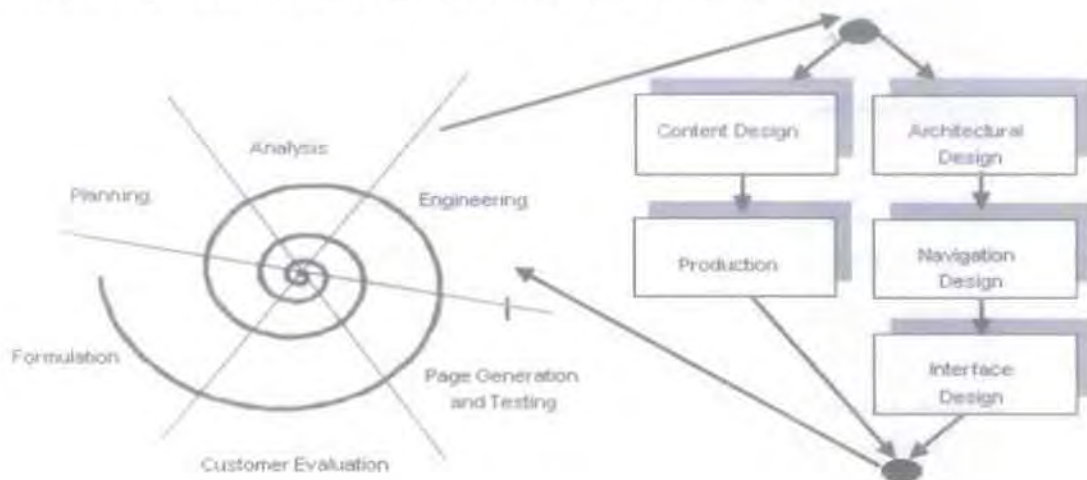 Analysis
Planning
Engineering
Formulation
Page Generation
and Testing
Customer Evaluation
Content Design
Production
Architectural
Design
Navigation
Design
Interface
Design